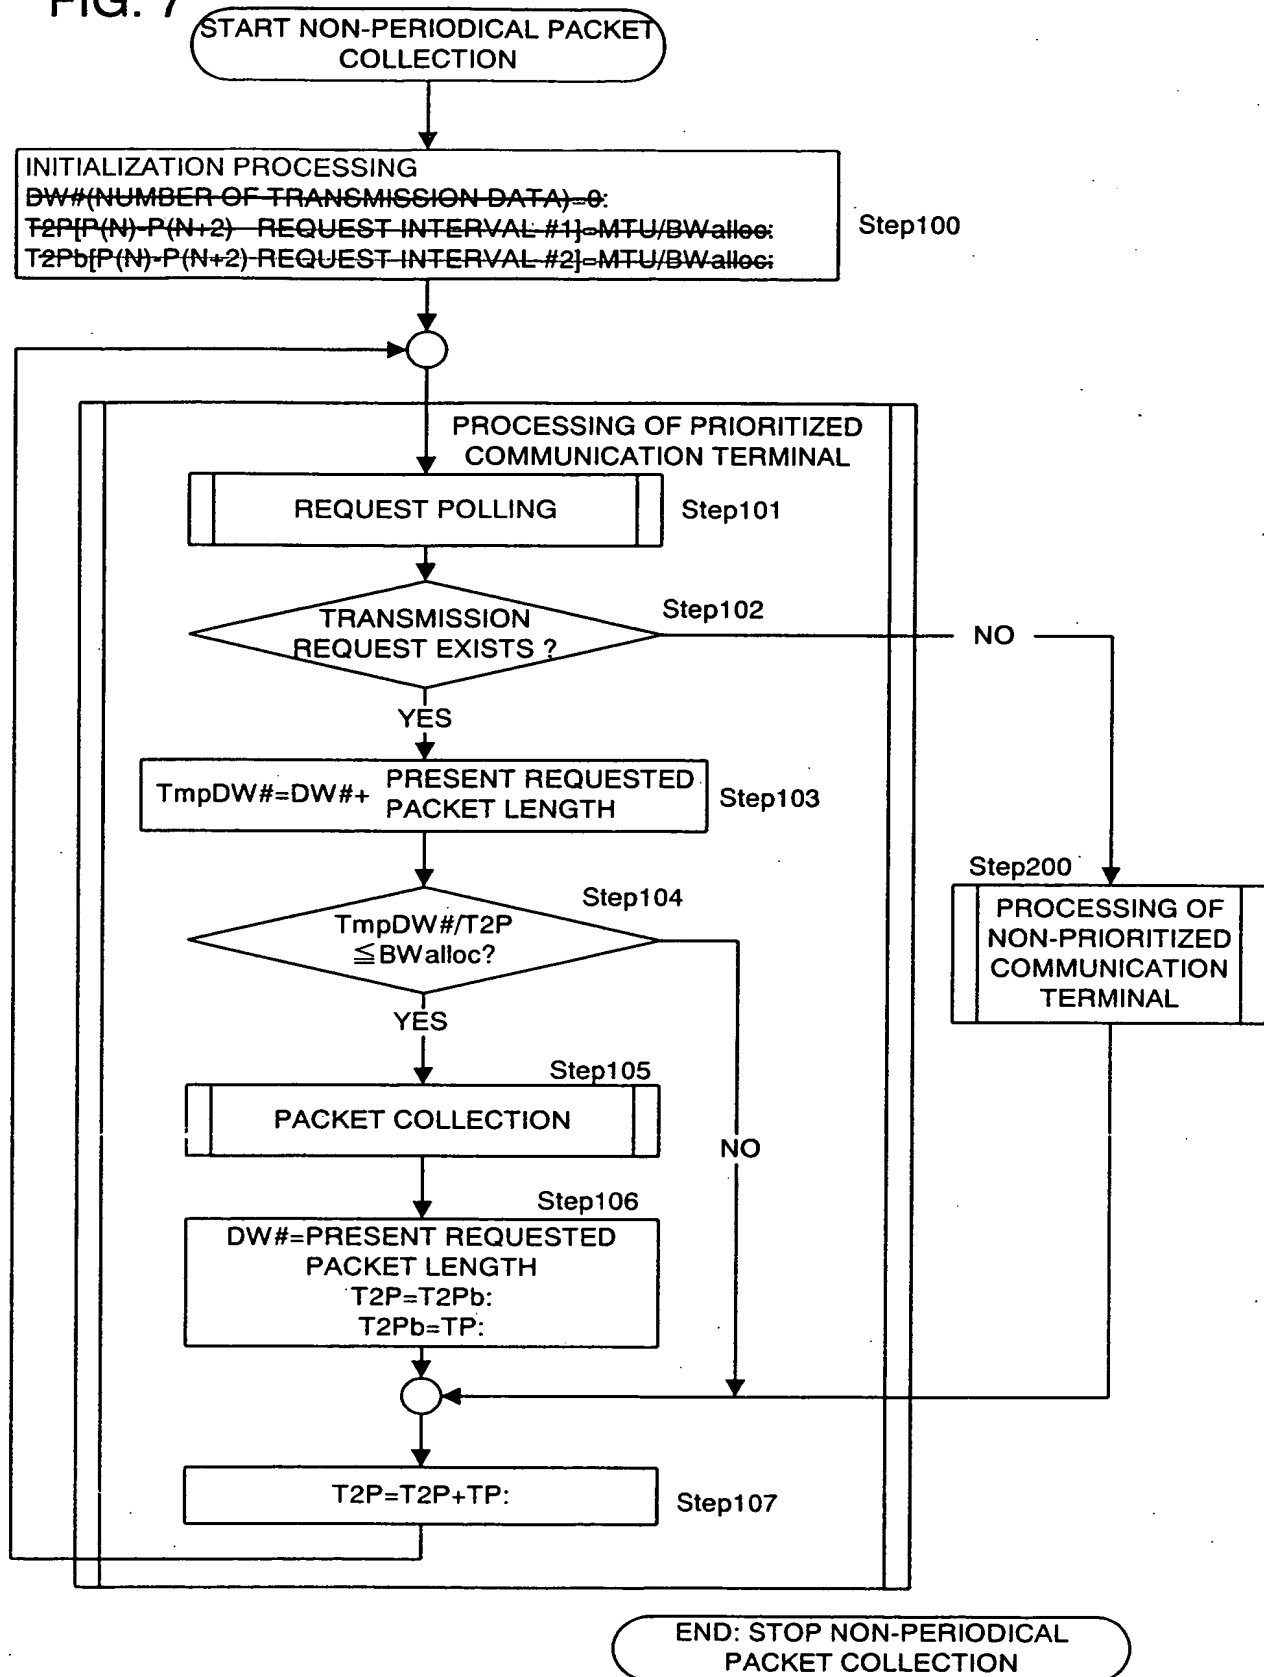 FIG. 7
START NON-PERIODICAL PACKET
COLLECTION
INITIALIZATION PROCESSING
DW#(NUMBER OF TRANSMISSION DATA)=0:
T2P[P(N)-P(N+2) REQUEST INTERVAL #1]=MTU/BWalloc:
T2Pb[P(N)-P(N+2) REQUEST INTERVAL #2]=MTU/BWalloc:
Step100
PROCESSING OF PRIORITIZED
COMMUNICATION TERMINAL
REQUEST POLLING
Step101
TRANSMISSION
REQUEST EXISTS ?
Step102
NO
YES
TmpDW#=DW#+ PRESENT REQUESTED
PACKET LENGTH
Step103
Step104
TmpDW#/T2P
≦BWalloc?
Step200
PROCESSING OF
NON-PRIORITIZED
COMMUNICATION
TERMINAL
YES
Step105
PACKET COLLECTION
NO
Step106
DW#=PRESENT REQUESTED
PACKET LENGTH
T2P=T2Pb:
T2Pb=TP:
T2P=T2P+TP:
Step107
END: STOP NON-PERIODICAL
PACKET COLLECTION